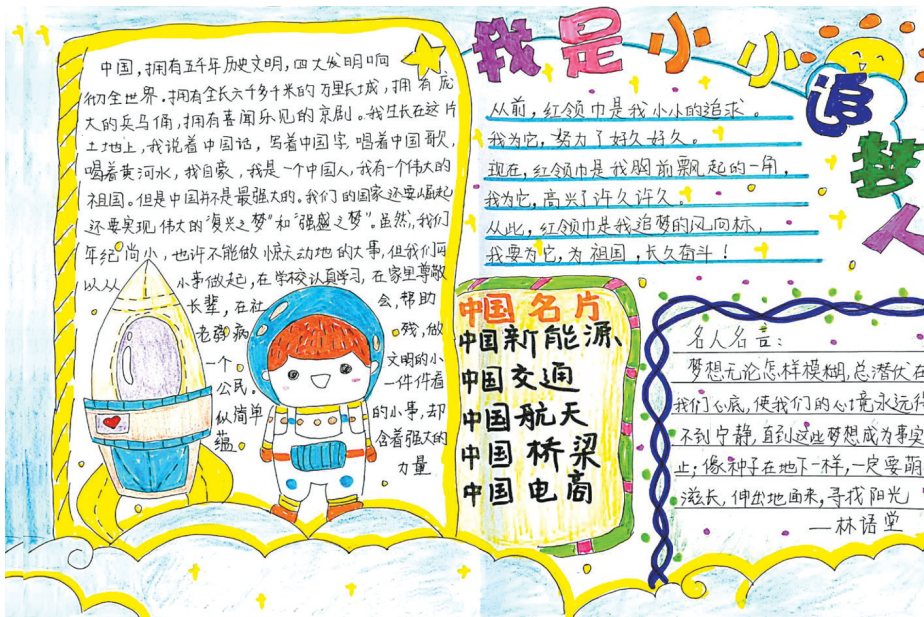 我是小小追梦人
中国，拥有五千年历史文明，四大发明响
彻全世界。拥有全长六千多千米的万里长城，拥有庞
大的兵马俑，拥有喜闻乐见的京剧。我生长在这片
土地上，我说着中国话，写着中国字，唱着中国歌，
喝着黄河水，我自豪，我是一个中国人，我有一个伟大的
祖国。但是中国并不是最强大的。我们的国家还要崛起
还要实现伟大的“复兴之梦”和“强盛之梦”。虽然，我们
年纪尚小，也许不能做惊天动地的大事，但我们可
以从小事做起，在学校认真学习，在家里尊敬
长辈，在社会，帮助
老弱病残，做
一个文明的小
公民。一件件看
似简单的小事，却
蕴含着强大的
力量
从前，红领巾是我小小的追求。
我为它，努力了好久好久。
现在，红领巾是我胸前飘起的一角，
我为它，高兴了许久许久。
从此，红领巾是我追梦的风向标，
我要为它，为祖国，长久奋斗！
中国名片
中国新能源、
中国交通
中国航天
中国桥梁
中国电商
名人名言：
梦想无论怎样模糊，总潜伏在
我们心底，使我们的心境永远
不到宁静，直到这些梦想成为事实
止；像种子在地下一样，一定要萌
滋长，伸出地面来，寻找阳光
—林语堂